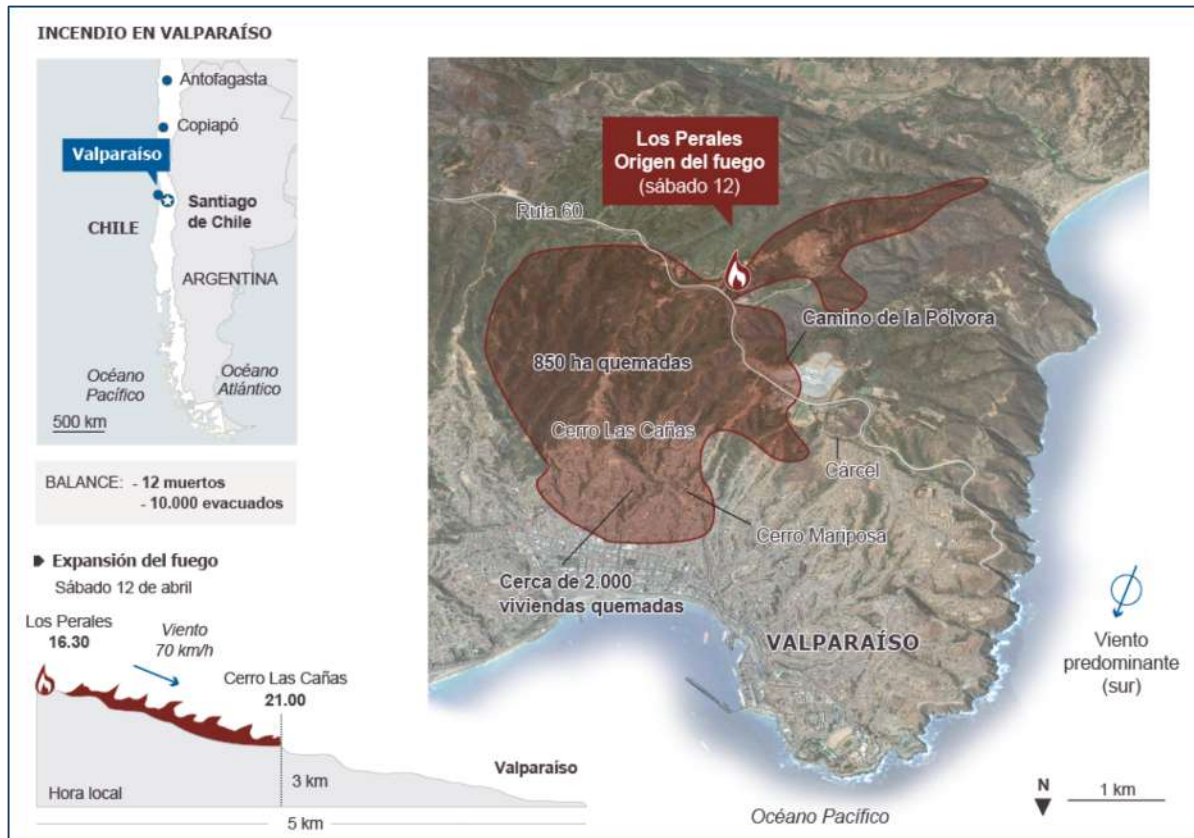 INCENDIO EN VALPARAÍSO
Antofagasta
Copiapó
Valparaíso
Santiago
de Chile
CHILE
ARGENTINA
Océano
Pacífico
Océano
Atlántico
500 km
BALANCE: - 12 muertos
- 10.000 evacuados
Expansión del fuego
Sábado 12 de abril
Los Perales
16.30
Viento
70 km/h
Cerro Las Cañas
21.00
3 km
Valparaíso
Hora local
5 km
Los Perales
Origen del fuego
(sábado 12)
Ruta 60
Camino de la Pólvora
850 ha quemadas
Cerro Las Cañas
Cárcel
Cerro Mariposa
Cerca de 2.000
viviendas quemadas
VALPARAÍSO
Viento
predominante
(sur)
N
1 km
Océano Pacífico